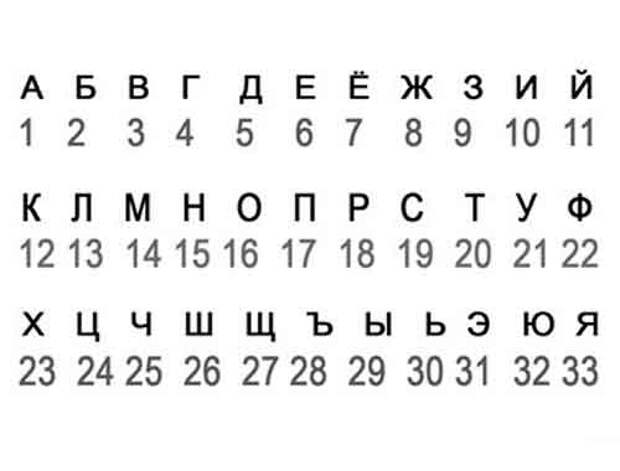 А Б В Г Д Е Ё Ж З И Й
1 2 3 4 5 6 7 8 9 10 11
К Л М Н О П Р С Т У Ф
12 13 14 15 16 17 18 19 20 21 22
Х Ц Ч Ш Щ Ъ Ы Ь Э Ю Я
23 24 25 26 27 28 29 30 31 32 33